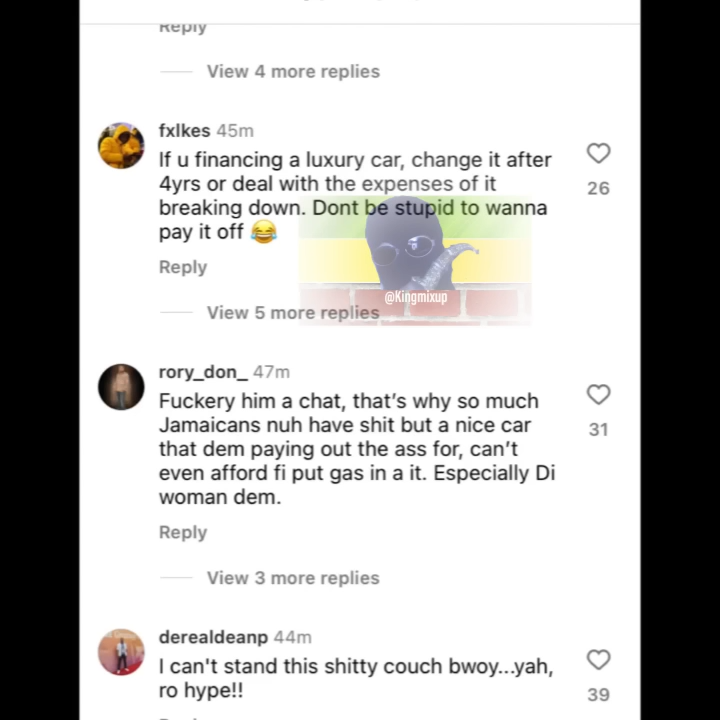 Reply
View 4 more replies
fxlkes 45m
If u financing a luxury car, change it after
4yrs or deal with the expenses of it
breaking down. Dont be stupid to wanna
pay it off 😂
26
Reply
@Kingmixup
View 5 more replies
rory_don_ 47m
Fuckery him a chat, that's why so much
Jamaicans nuh have shit but a nice car
that dem paying out the ass for, can't
even afford fi put gas in a it. Especially Di
woman dem.
31
Reply
View 3 more replies
derealdeanp 44m
I can't stand this shitty couch bwoy...yah,
ro hype!!
39